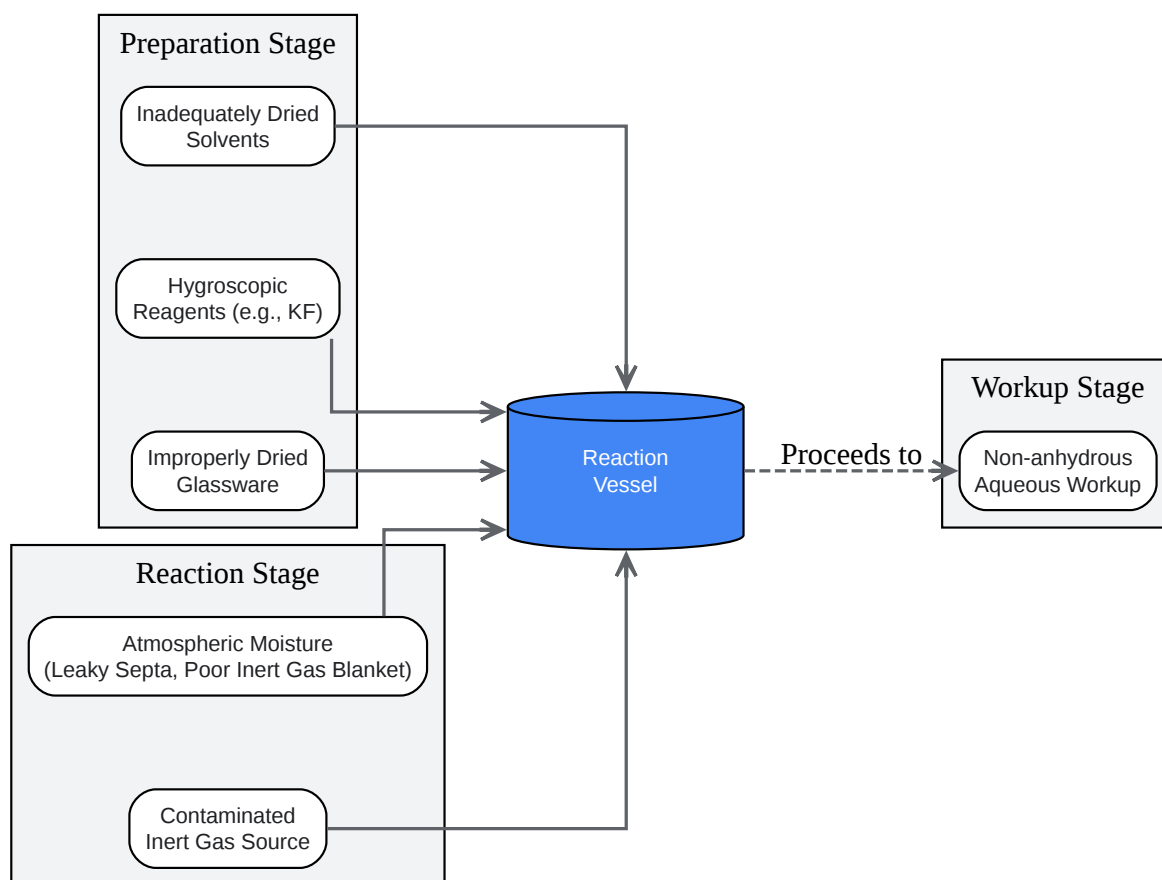 Preparation Stage
Inadequately Dried
Solvents
Hygroscopic
Reagents (e.g., KF)
Improperly Dried
Glassware
Reaction Stage
Atmospheric Moisture
(Leaky Septa, Poor Inert Gas Blanket)
Contaminated
Inert Gas Source
Reaction
Vessel
Proceeds to
Workup Stage
Non-anhydrous
Aqueous Workup